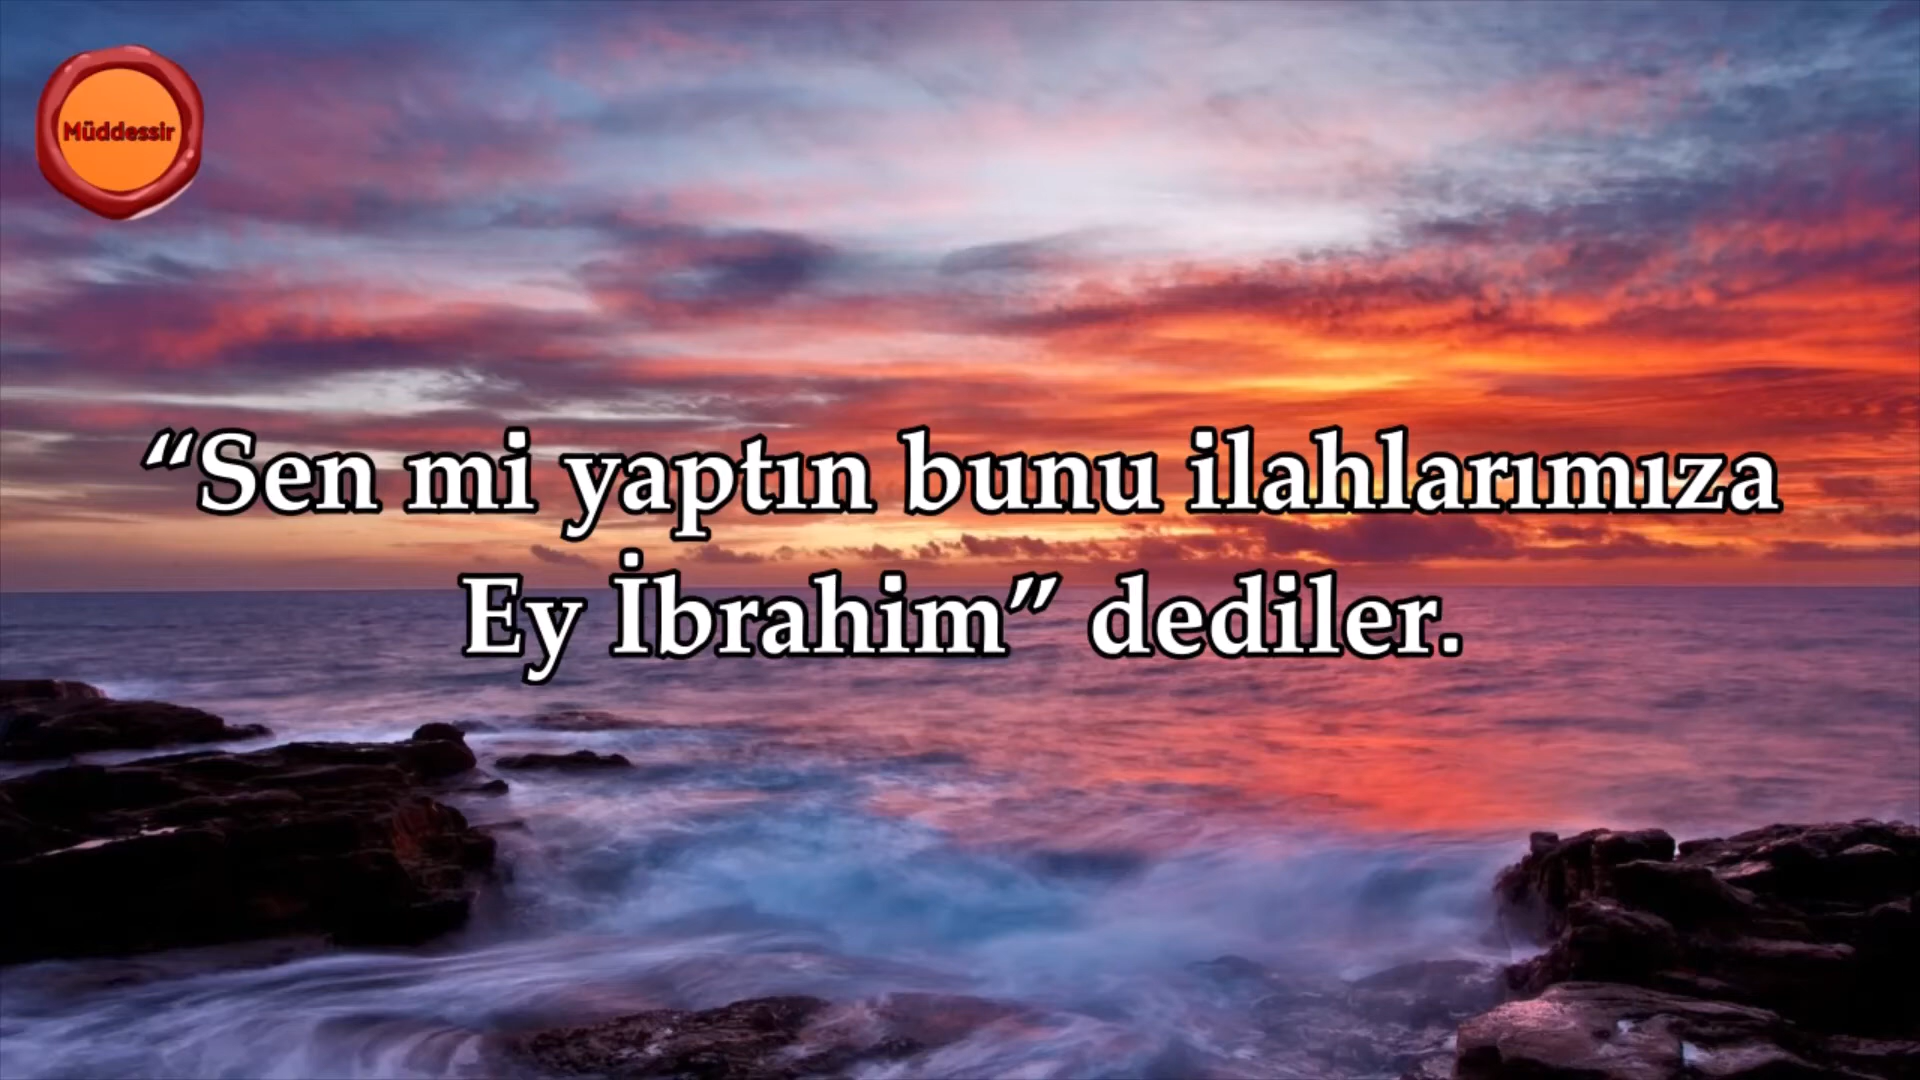 Müddessir
“Sen mi yaptın bunu ilahlarımıza
Ey İbrahim” dediler.